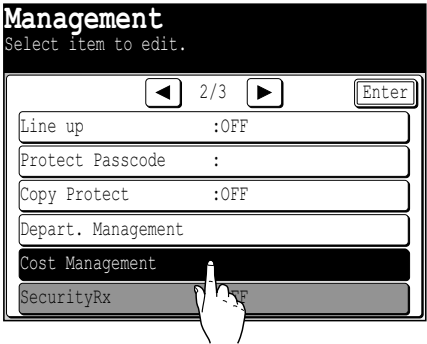 Management
Select item to edit.
2/3
Enter
Line up :OFF
Protect Passcode :
Copy Protect :OFF
Depart. Management
Cost Management
SecurityRx